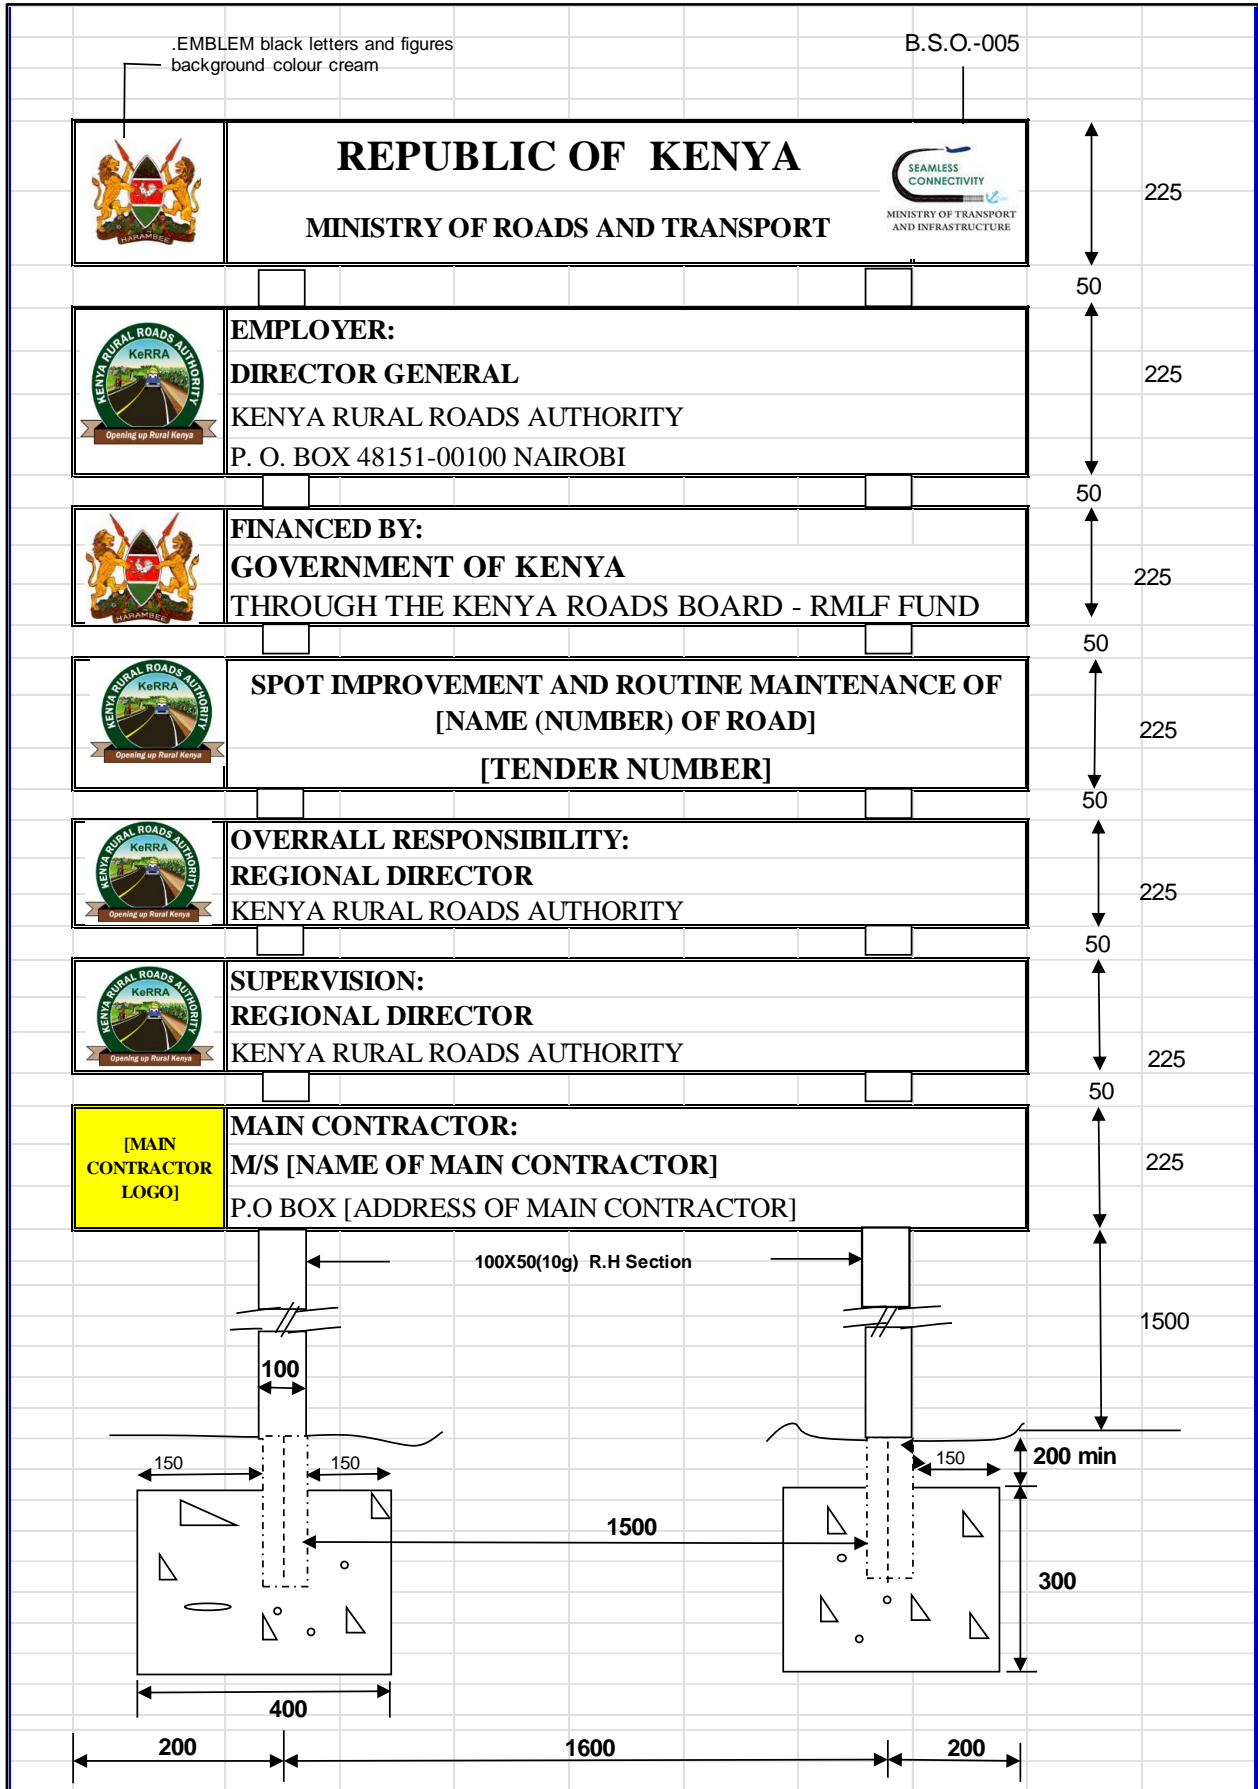 .EMBLEM black letters and figures
background colour cream
B.S.O.-005
HARAMBEE
REPUBLIC OF KENYA
MINISTRY OF ROADS AND TRANSPORT
SEAMLESS
CONNECTIVITY
MINISTRY OF TRANSPORT
AND INFRASTRUCTURE
225
50
KENYA RURAL ROADS AUTHORITY
KeRRA
Opening up Rural Kenya
EMPLOYER:
DIRECTOR GENERAL
KENYA RURAL ROADS AUTHORITY
P. O. BOX 48151-00100 NAIROBI
225
50
HARAMBEE
FINANCED BY:
GOVERNMENT OF KENYA
THROUGH THE KENYA ROADS BOARD - RMLF FUND
225
50
KENYA RURAL ROADS AUTHORITY
KeRRA
Opening up Rural Kenya
SPOT IMPROVEMENT AND ROUTINE MAINTENANCE OF
[NAME (NUMBER) OF ROAD]
[TENDER NUMBER]
225
50
KENYA RURAL ROADS AUTHORITY
KeRRA
Opening up Rural Kenya
OVERRALL RESPONSIBILITY:
REGIONAL DIRECTOR
KENYA RURAL ROADS AUTHORITY
225
50
KENYA RURAL ROADS AUTHORITY
KeRRA
Opening up Rural Kenya
SUPERVISION:
REGIONAL DIRECTOR
KENYA RURAL ROADS AUTHORITY
225
50
[MAIN
CONTRACTOR
LOGO]
MAIN CONTRACTOR:
M/S [NAME OF MAIN CONTRACTOR]
P.O BOX [ADDRESS OF MAIN CONTRACTOR]
225
100X50(10g) R.H Section
1500
100
150
150
150
200 min
1500
300
400
200
1600
200